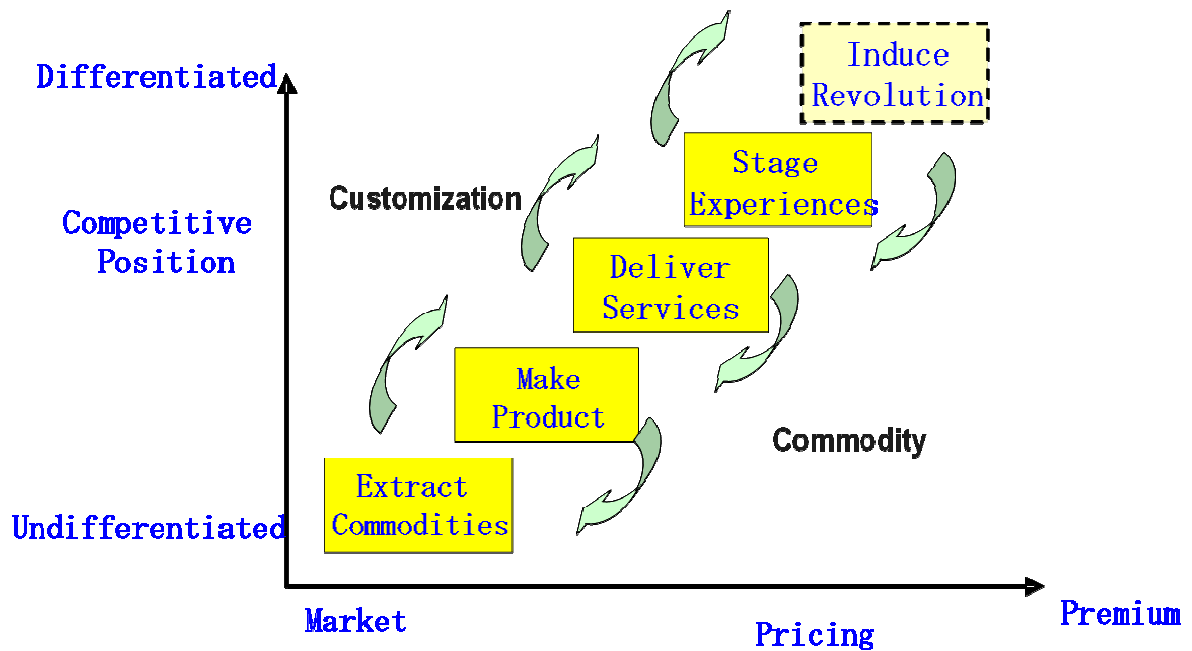 Differentiated
Induce
Revolution
Stage
Experiences
Customization
Competitive
Position
Deliver
Services
Make
Product
Commodity
Extract
Commodities
Undifferentiated
Market
Pricing
Premium